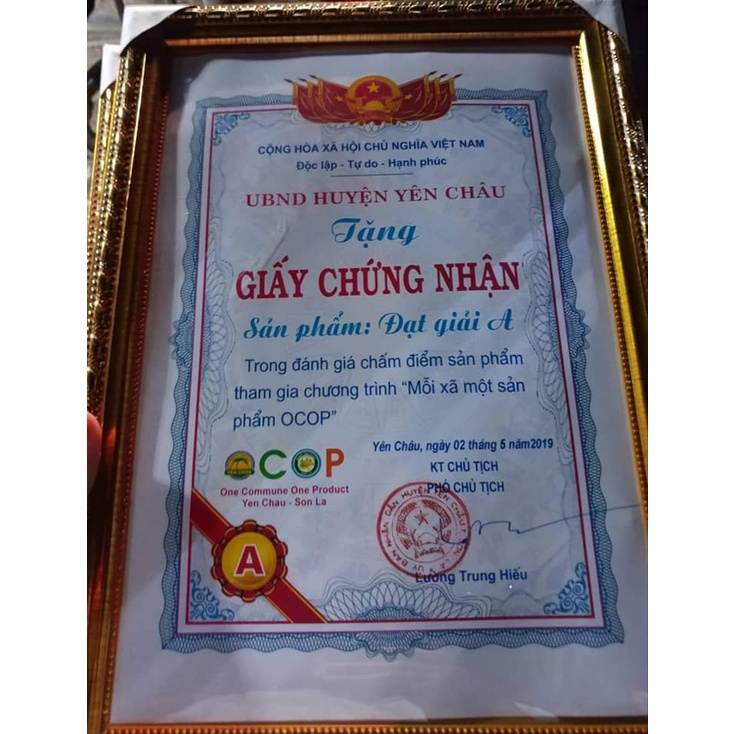 CỘNG HÒA XÃ HỘI CHỦ NGHĨA VIỆT NAM
Độc lập - Tự do - Hạnh phúc
UBND HUYỆN YÊN CHÂU
Tặng
GIẤY CHỨNG NHẬN
Sản phẩm: Đạt giải A
Trong đánh giá chấm điểm sản phẩm
tham gia chương trình “Mỗi xã một sản
phẩm OCOP”
Yên Châu, ngày 02 tháng 5 năm2019
KT CHỦ TỊCH
PHÓ CHỦ TỊCH
OCOP
One Commune One Product
Yen Chau - Son La
A
Lường Trung Hiếu